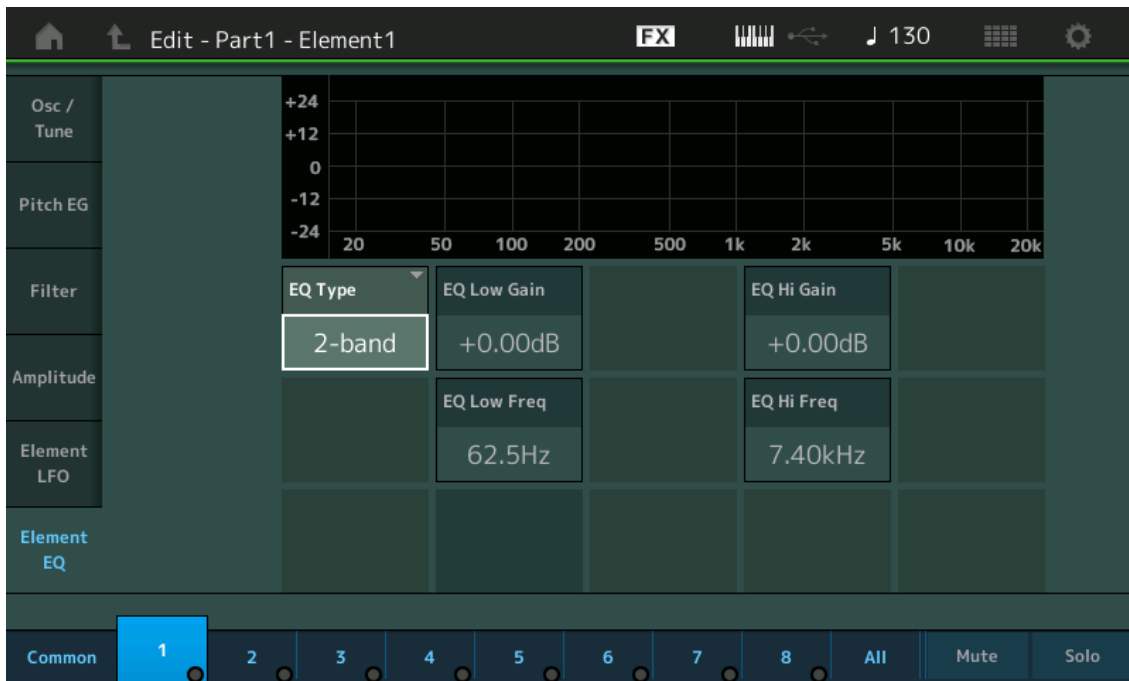 Edit - Part1 - Element1
FX
130
Osc /
Tune
Pitch EG
Filter
Amplitude
Element
LFO
Element
EQ
+24
+12
0
-12
-24
20 50 100 200 500 1k 2k 5k 10k 20k
EQ Type
2-band
EQ Low Gain
+0.00dB
EQ Hi Gain
+0.00dB
EQ Low Freq
62.5Hz
EQ Hi Freq
7.40kHz
Common 1 2 3 4 5 6 7 8 All Mute Solo